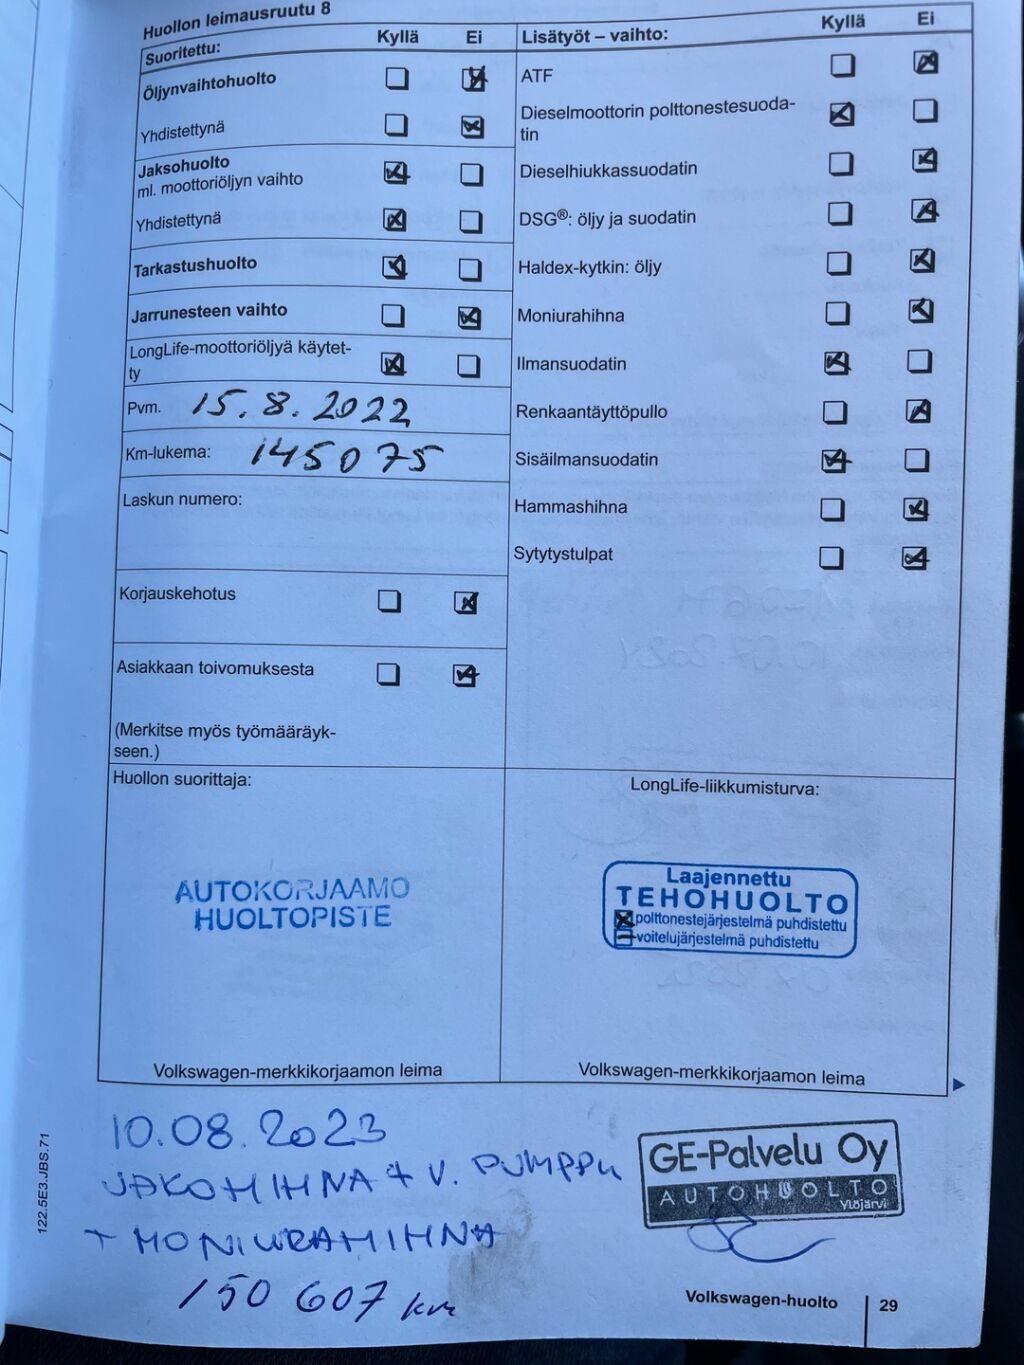 Huollon leimausruutu 8
Suoritettu: Kyllä Ei
Öljynvaihtohuolto
Yhdistettynä
Jaksohuolto
ml. moottoriöljyn vaihto
Yhdistettynä
Tarkastushuolto
Jarrunesteen vaihto
LongLife-moottoriöljyä käytet-
ty
Pvm. 15.8.2022
Km-lukema: 145075
Laskun numero:
Korjauskehotus
Asiakkaan toivomuksesta
(Merkitse myös työmääräyk-
seen.)
Lisätyöt – vaihto: Kyllä Ei
ATF
Dieselmoottorin polttonestesuoda-
tin
Dieselhiukkassuodatin
DSG®: öljy ja suodatin
Haldex-kytkin: öljy
Moniurahihna
Ilmansuodatin
Renkaantäyttöpullo
Sisäilmansuodatin
Hammashihna
Sytytystulpat
Huollon suorittaja:
AUTOKORJAAMO
HUOLTOPISTE
Volkswagen-merkkikorjaamon leima
LongLife-liikkumisturva:
Laajennettu
TEHOHUOLTO
polttonestejärjestelmä puhdistettu
voitelujärjestelmä puhdistettu
Volkswagen-merkkikorjaamon leima
10.08.2023
JAKOHIHNA + V. PUMPPU
+ MONIURAHIHNA
150 607 km
GE-Palvelu Oy
AUTOHUOLTO
Ylöjärvi
122.5E3.JBS.71
Volkswagen-huolto 29